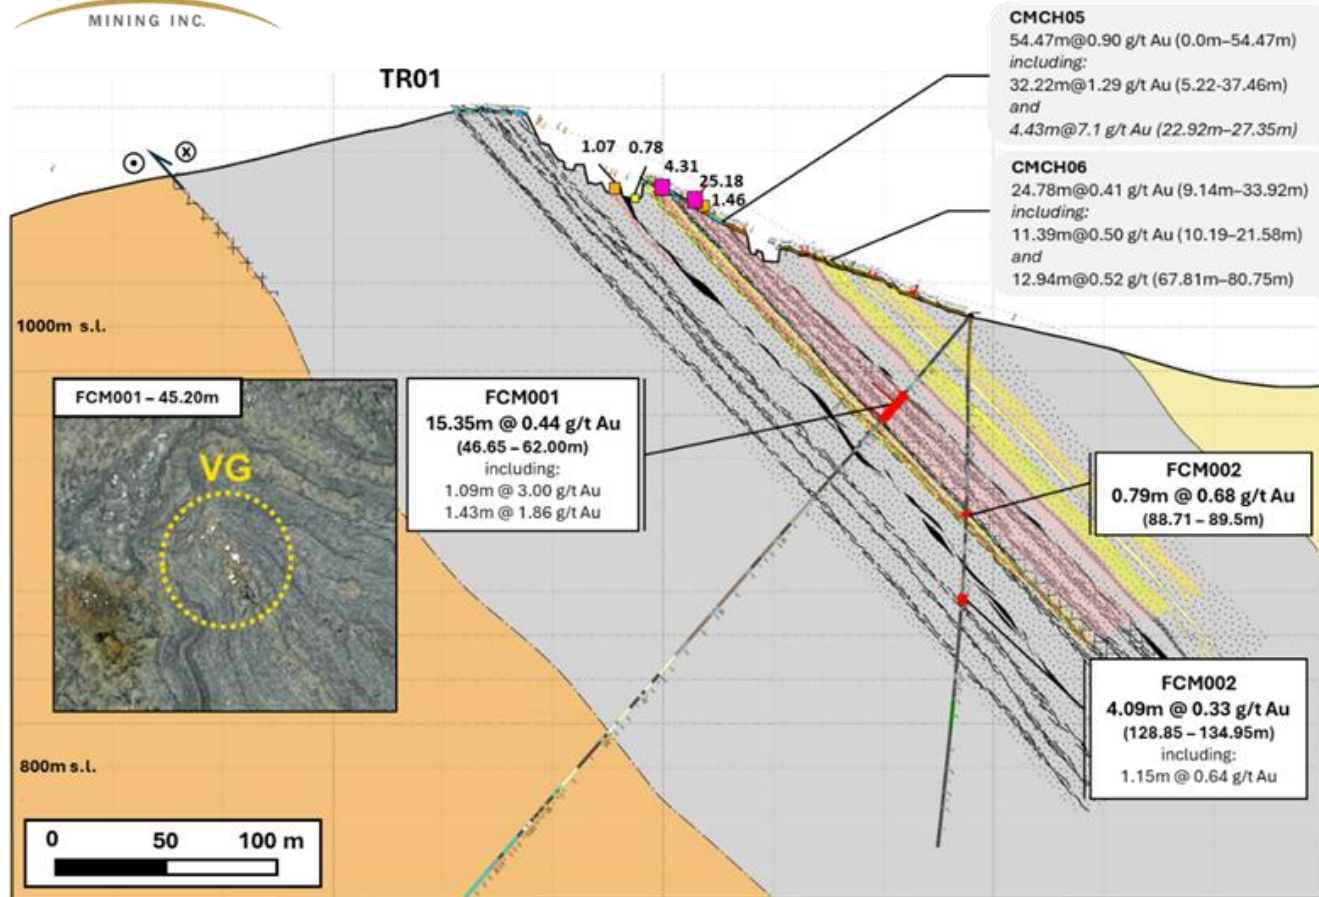 MINING INC.
TR01
CMCH05
54.47m@0.90 g/t Au (0.0m–54.47m)
including:
32.22m@1.29 g/t Au (5.22-37.46m)
and
4.43m@7.1 g/t Au (22.92m–27.35m)
CMCH06
24.78m@0.41 g/t Au (9.14m–33.92m)
including:
11.39m@0.50 g/t Au (10.19–21.58m)
and
12.94m@0.52 g/t (67.81m–80.75m)
1.07
0.78
4.31
25.18
1.46
1000m s.l.
FCM001 – 45.20m
VG
FCM001
15.35m @ 0.44 g/t Au
(46.65 – 62.00m)
including:
1.09m @ 3.00 g/t Au
1.43m @ 1.86 g/t Au
FCM002
0.79m @ 0.68 g/t Au
(88.71 – 89.5m)
FCM002
4.09m @ 0.33 g/t Au
(128.85 – 134.95m)
including:
1.15m @ 0.64 g/t Au
800m s.l.
0 50 100 m